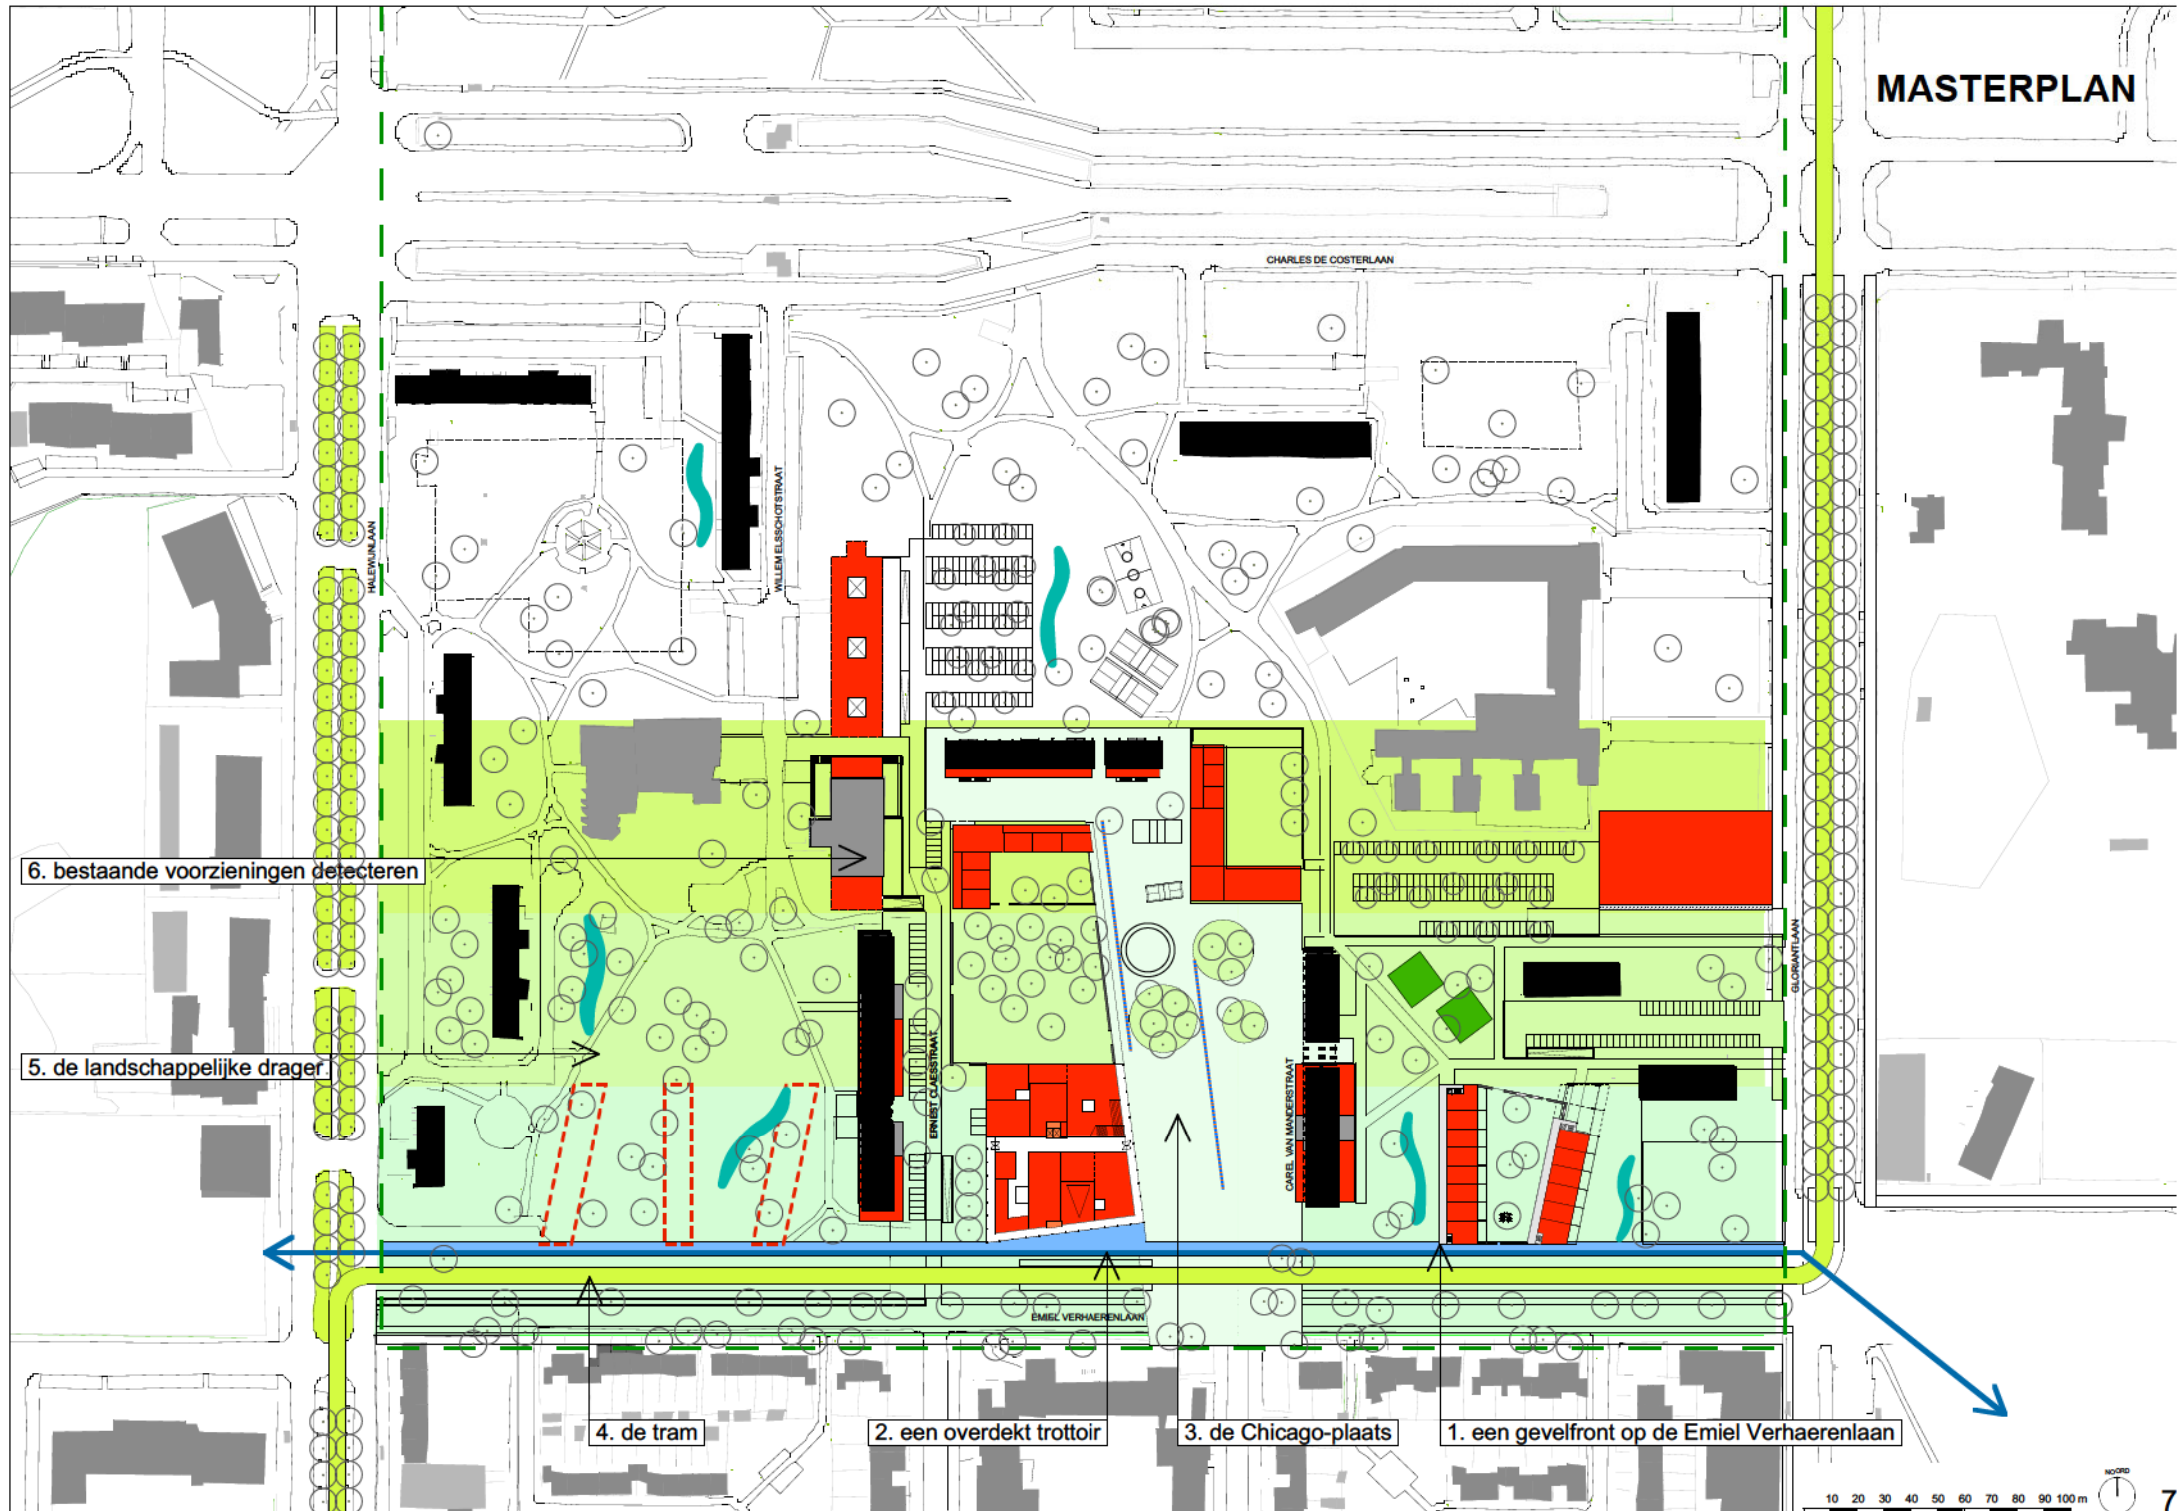 MASTERPLAN
CHARLES DE COSTERLAAN
HALEWIJNLAAN
WILLEM ELSSCHOTSTRAAT
6. bestaande voorzieningen detecteren
GLORIANTLAAN
5. de landschappelijke drager
ERNEST CLAESSTRAAT
CAREL VAN MANDERSTRAAT
EMIEL VERHAERENLAAN
4. de tram
2. een overdekt trottoir
3. de Chicago-plaats
1. een gevelfront op de Emiel Verhaerenlaan
NOORD
10 20 30 40 50 60 70 80 90 100 m
7